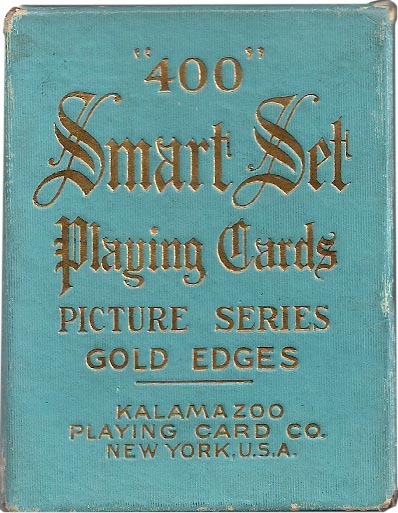 "400"
Smart Set
Playing Cards
PICTURE SERIES
GOLD EDGES
KALAMAZOO
PLAYING CARD CO.
NEW YORK, U.S.A.